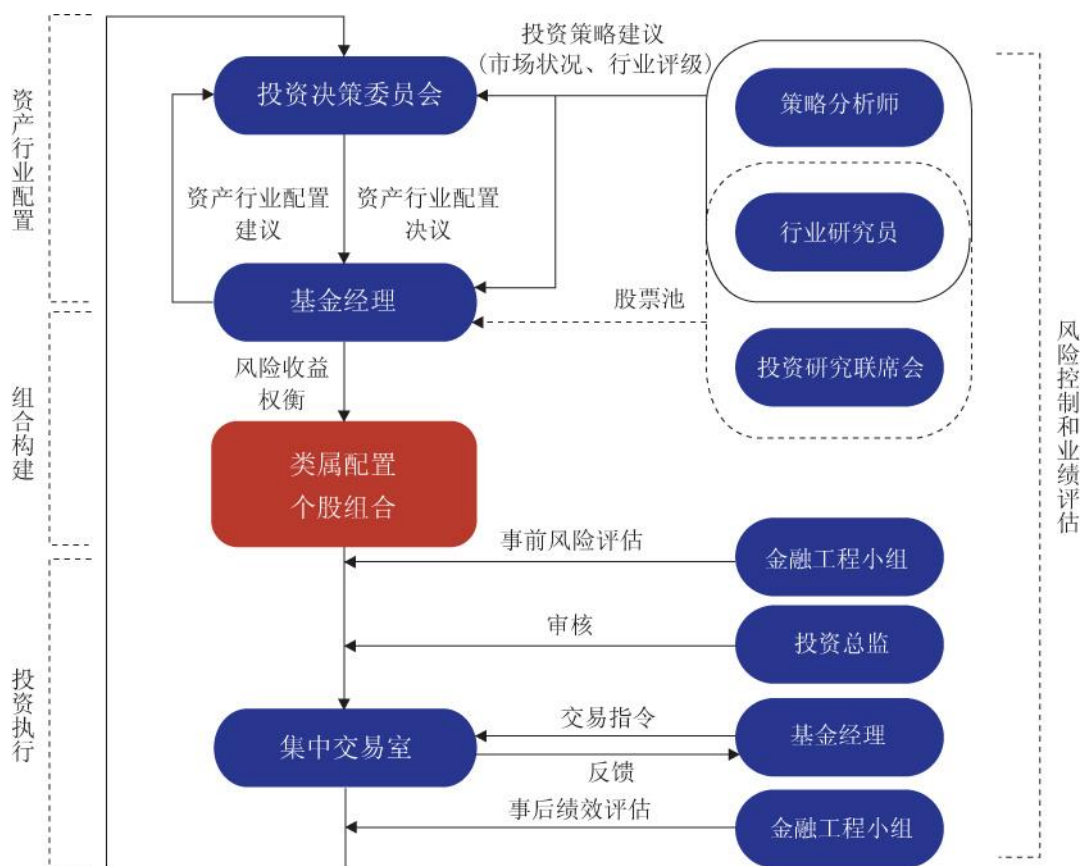 投资策略建议
(市场状况、行业评级)
投资决策委员会
策略分析师
资产行业配置
资产行业配置
建议
资产行业配置
决议
行业研究员
基金经理
股票池
投资研究联席会
风险收益
权衡
组合构建
类属配置
个股组合
风险控制和业绩评估
事前风险评估
金融工程小组
审核
投资总监
投资执行
集中交易室
交易指令
反馈
基金经理
事后绩效评估
金融工程小组